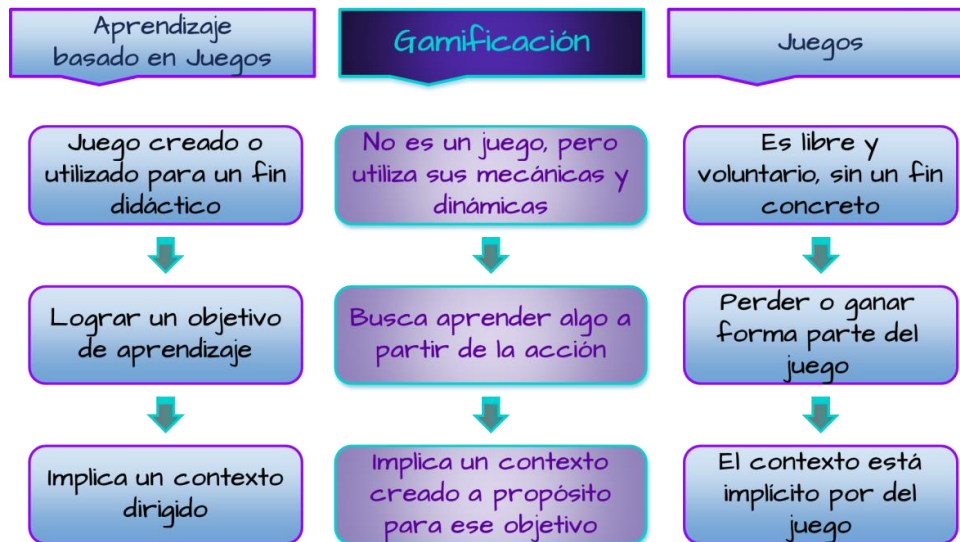 Aprendizaje
basado en Juegos
Gamificación
Juegos
Juego creado o
utilizado para un fin
didáctico
No es un juego, pero
utiliza sus mecánicas y
dinámicas
Es libre y
voluntario, sin un fin
concreto
Lograr un objetivo
de aprendizaje
Busca aprender algo a
partir de la acción
Perder o ganar
forma parte del
juego
Implica un contexto
dirigido
Implica un contexto
creado a propósito
para ese objetivo
El contexto está
implícito por del
juego